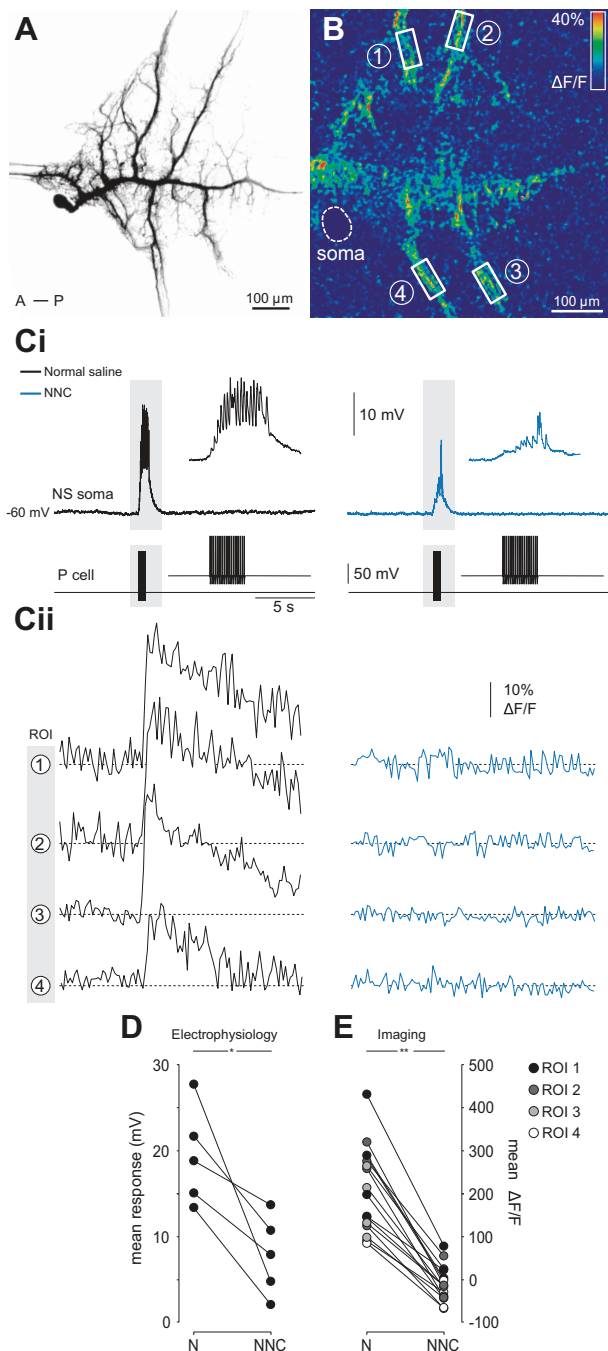 A
B
40%
ΔF/F
1
2
soma
4
3
A — P
100 µm
100 µm
Ci
Normal saline
NNC
10 mV
NS soma
-60 mV
P cell
50 mV
5 s
Cii
10%
ΔF/F
ROI
1
2
3
4
D
Electrophysiology
E
Imaging
*
**
30
20
10
0
mean response (mV)
N
NNC
500
400
300
200
100
0
-100
mean ΔF/F
N
NNC
ROI 1
ROI 2
ROI 3
ROI 4